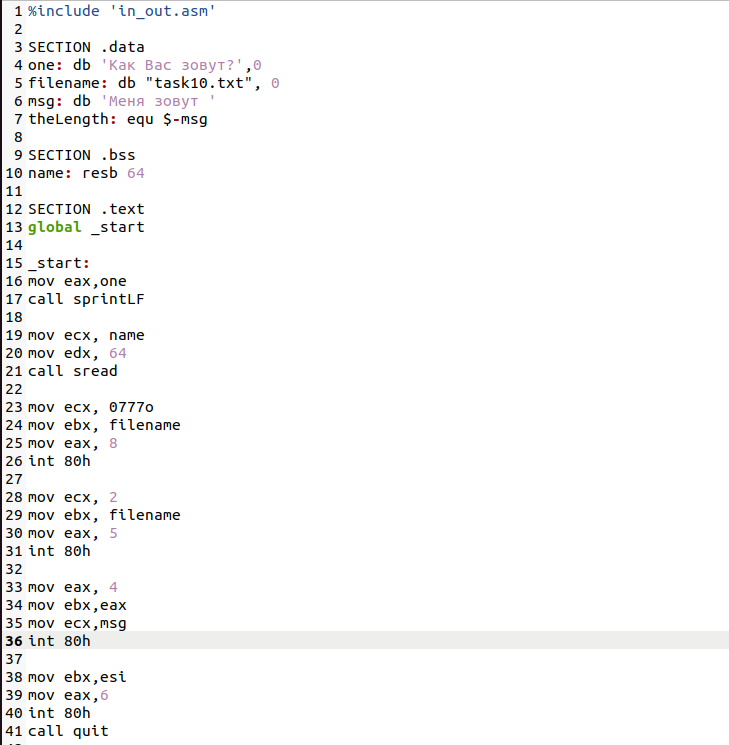 1 %include 'in_out.asm'
2
3 SECTION .data
4 one: db 'Как Вас зовут?',0
5 filename: db "task10.txt", 0
6 msg: db 'Меня зовут '
7 theLength: equ $-msg
8
9 SECTION .bss
10 name: resb 64
11
12 SECTION .text
13 global _start
14
15 _start:
16 mov eax,one
17 call sprintLF
18
19 mov ecx, name
20 mov edx, 64
21 call sread
22
23 mov ecx, 0777o
24 mov ebx, filename
25 mov eax, 8
26 int 80h
27
28 mov ecx, 2
29 mov ebx, filename
30 mov eax, 5
31 int 80h
32
33 mov eax, 4
34 mov ebx,eax
35 mov ecx,msg
36 int 80h
37
38 mov ebx,esi
39 mov eax,6
40 int 80h
41 call quit